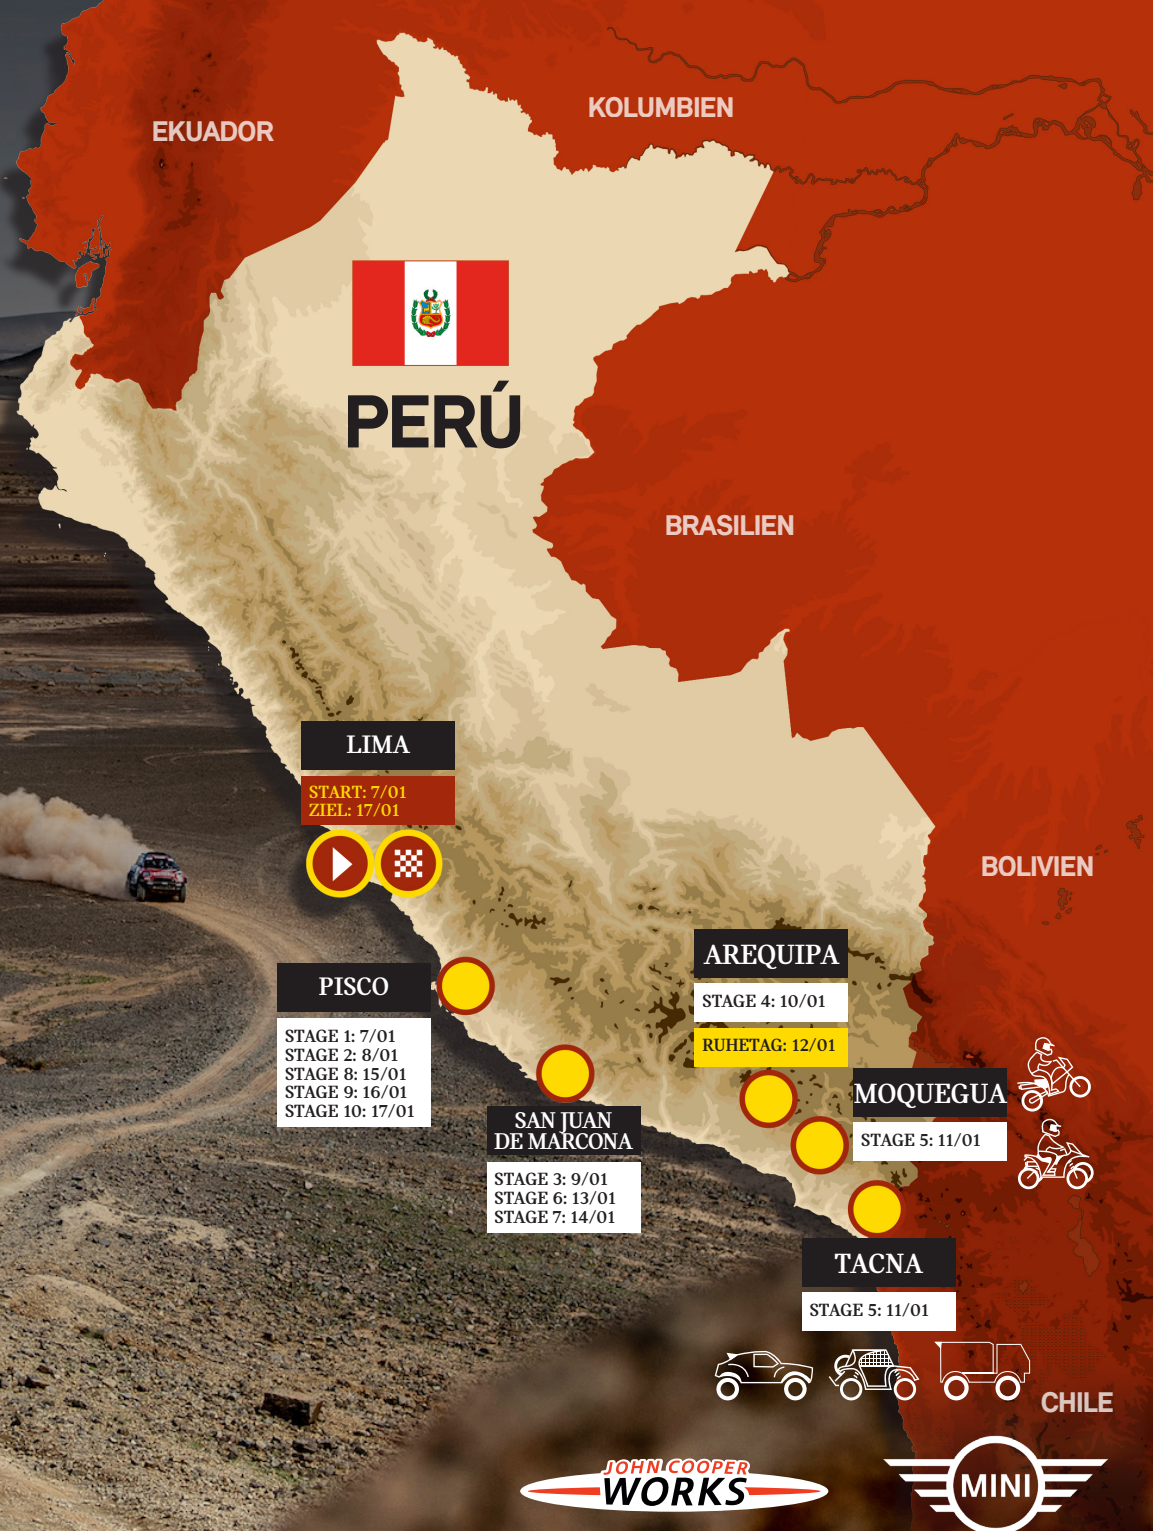 EKUADOR
KOLUMBIEN
PERÚ
BRASILIEN
LIMA
START: 7/01
ZIEL: 17/01
BOLIVIEN
PISCO
STAGE 1: 7/01
STAGE 2: 8/01
STAGE 8: 15/01
STAGE 9: 16/01
STAGE 10: 17/01
SAN JUAN
DE MARCONA
STAGE 3: 9/01
STAGE 6: 13/01
STAGE 7: 14/01
AREQUIPA
STAGE 4: 10/01
RUHETAG: 12/01
MOQUEGUA
STAGE 5: 11/01
TACNA
STAGE 5: 11/01
CHILE
JOHN COOPER
WORKS
MINI